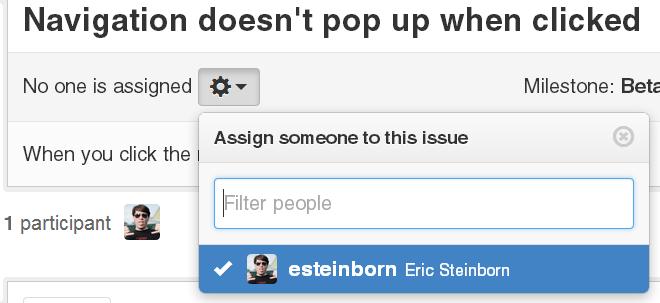 Navigation doesn't pop up when clicked
No one is assigned
Milestone: Beta
Assign someone to this issue
When you click the
Filter people
1 participant
esteinborn Eric Steinborn